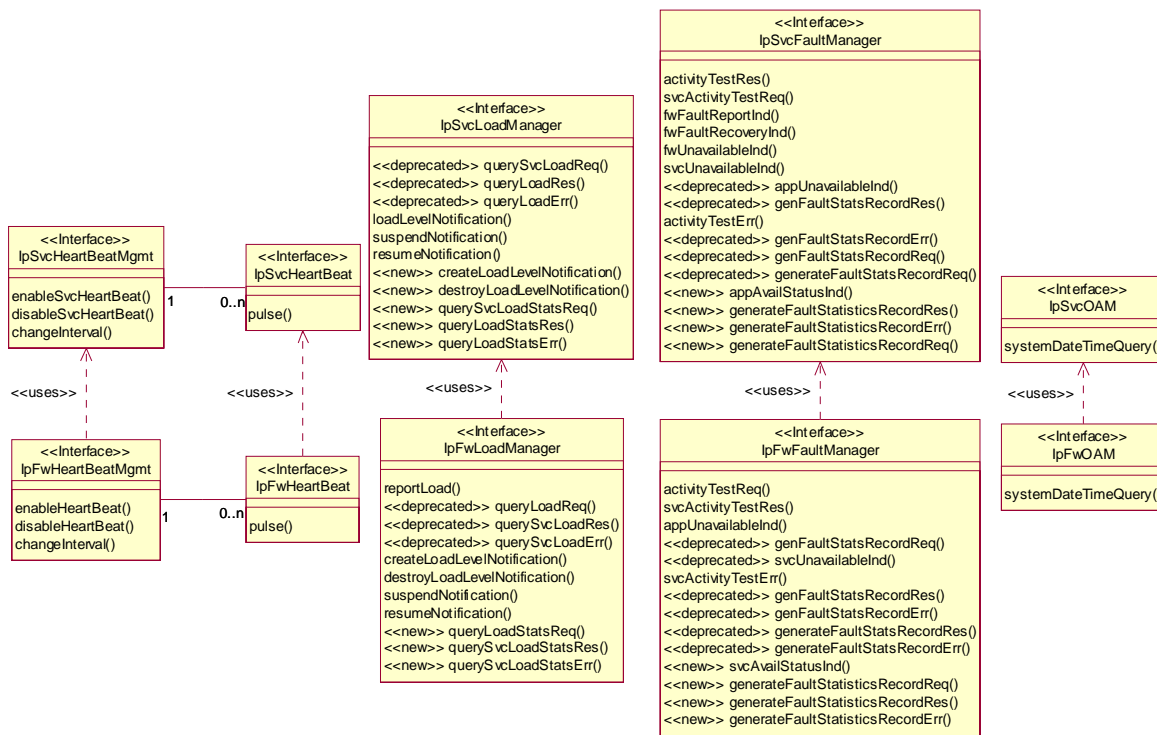 <<Interface>>
IpSvcHeartBeatMgmt
enableSvcHeartBeat()
disableSvcHeartBeat()
changeInterval()
1
0..n
<<Interface>>
IpSvcHeartBeat
pulse()
<<Interface>>
IpSvcLoadManager
<<deprecated>> querySvcLoadReq()
<<deprecated>> queryLoadRes()
<<deprecated>> queryLoadErr()
loadLevelNotification()
suspendNotification()
resumeNotification()
<<new>> createLoadLevelNotification()
<<new>> destroyLoadLevelNotification()
<<new>> querySvcLoadStatsReq()
<<new>> queryLoadStatsRes()
<<new>> queryLoadStatsErr()
<<Interface>>
IpSvcFaultManager
activityTestRes()
svcActivityTestReq()
fwFaultReportInd()
fwFaultRecoveryInd()
fwUnavailableInd()
svcUnavailableInd()
<<deprecated>> appUnavailableInd()
<<deprecated>> genFaultStatsRecordRes()
activityTestErr()
<<deprecated>> genFaultStatsRecordErr()
<<deprecated>> genFaultStatsRecordReq()
<<deprecated>> generateFaultStatsRecordReq()
<<new>> appAvailStatusInd()
<<new>> generateFaultStatisticsRecordRes()
<<new>> generateFaultStatisticsRecordErr()
<<new>> generateFaultStatisticsRecordReq()
<<Interface>>
IpSvcOAM
systemDateTimeQuery(
<<uses>>
<<uses>>
<<uses>>
<<uses>>
<<uses>>
<<Interface>>
IpFwHeartBeatMgmt
enableHeartBeat()
disableHeartBeat()
changeInterval()
1
0..n
<<Interface>>
IpFwHeartBeat
pulse()
<<Interface>>
IpFwLoadManager
reportLoad()
<<deprecated>> queryLoadReq()
<<deprecated>> querySvcLoadRes()
<<deprecated>> querySvcLoadErr()
createLoadLevelNotification()
destroyLoadLevelNotification()
suspendNotification()
resumeNotification()
<<new>> queryLoadStatsReq()
<<new>> querySvcLoadStatsRes()
<<new>> querySvcLoadStatsErr()
<<Interface>>
IpFwFaultManager
activityTestReq()
svcActivityTestRes()
appUnavailableInd()
<<deprecated>> genFaultStatsRecordReq()
<<deprecated>> svcUnavailableInd()
svcActivityTestErr()
<<deprecated>> genFaultStatsRecordRes()
<<deprecated>> genFaultStatsRecordErr()
<<deprecated>> generateFaultStatsRecordRes()
<<deprecated>> generateFaultStatsRecordErr()
<<new>> svcAvailStatusInd()
<<new>> generateFaultStatisticsRecordReq()
<<new>> generateFaultStatisticsRecordRes()
<<new>> generateFaultStatisticsRecordErr()
<<Interface>>
IpFwOAM
systemDateTimeQuery(